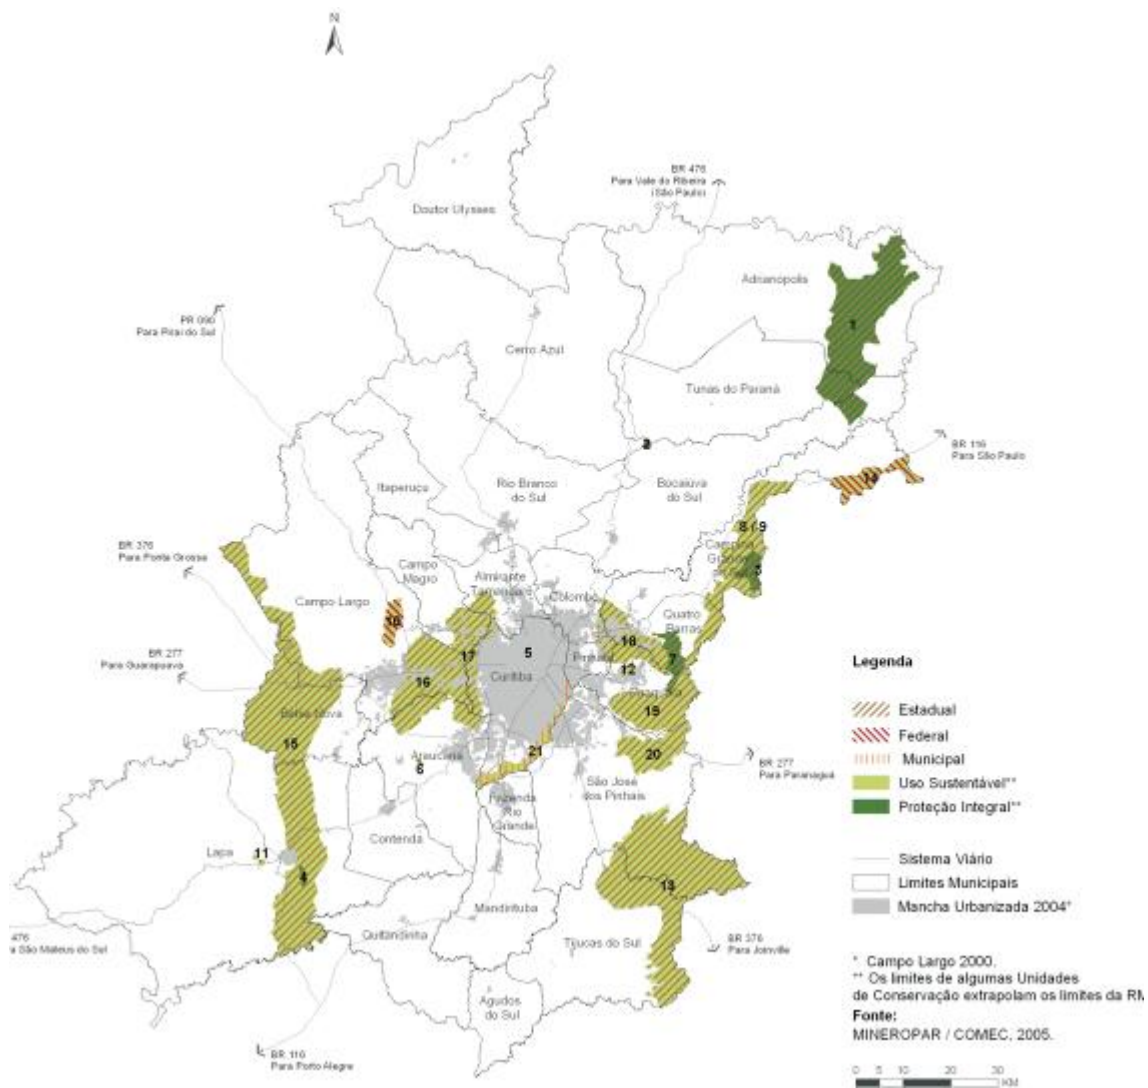 N
BR 476
Para Vale do Ribeira
(São Paulo)
Doutor Ulysses
Adrianopolis
PR 090
Para Piraí do Sul
1
Cerro Azul
Tunas do Paraná
2
BR 116
Para São Paulo
Itaperuçu
Rio Branco
do Sul
Bocaiúva
do Sul
8 / 9
BR 376
Para Ponta Grossa
Campo
Magro
Almirante
Tamandaré
Colombo
Campo Largo
Quatro
Barras
18
5
7
17
12
BR 277
Para Guarapuava
16
Curitiba
19
15
21
20
Araucária
6
BR 277
Para Paranaguá
São José
dos Pinhais
Fazenda
Rio
Grande
Contenda
Lapa
11
4
13
Mandirituba
Quitandinha
Tijucas do Sul
BR 376
Para Joinville
476
a São Mateus do Sul
Agudos
do Sul
BR 116
Para Porto Alegre
Legenda
Estadual
Federal
Municipal
Uso Sustentável**
Proteção Integral**
Sistema Viário
Limites Municipais
Mancha Urbanizada 2004*
*. Campo Largo 2000.
** Os limites de algumas Unidades
de Conservação extrapolam os limites da RM
Fonte:
MINEROPAR / COMEC, 2005.
0 5 10 20 30
KM